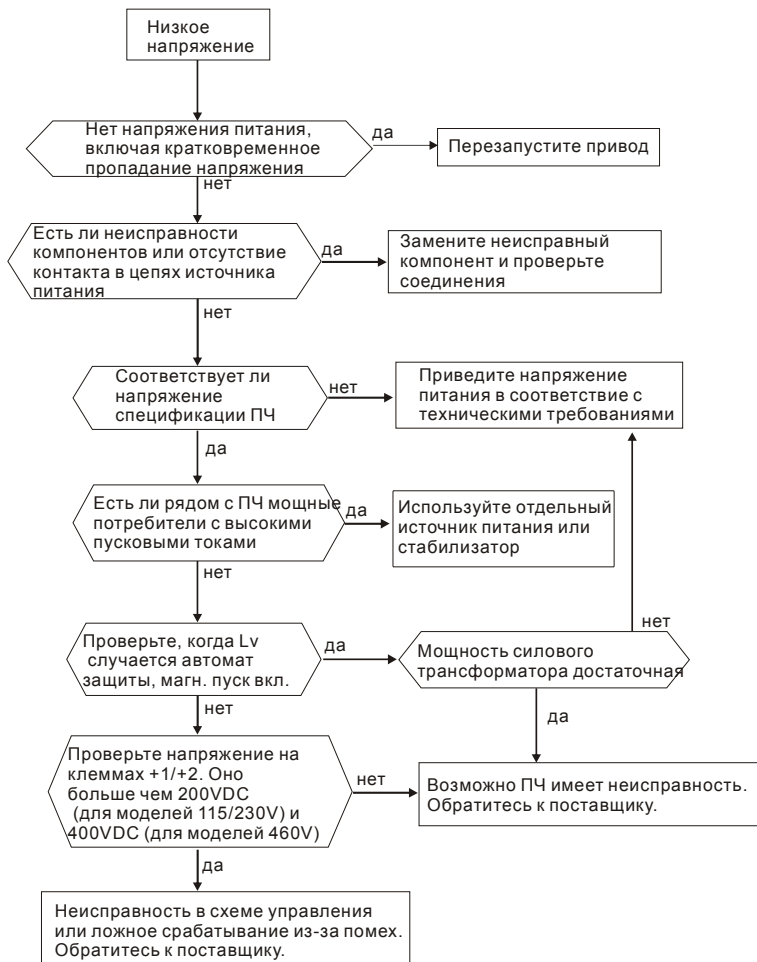 Низкое
напряжение
Нет напряжения питания,
включая кратковременное
пропадание напряжения
да
Перезапустите привод
нет
Есть ли неисправности
компонентов или отсутствие
контакта в цепях источника
питания
да
Замените неисправный
компонент и проверьте
соединения
нет
Соответствует ли
напряжение
спецификации ПЧ
нет
Приведите напряжение
питания в соответствие с
техническими требованиями
да
Есть ли рядом с ПЧ мощные
потребители с высокими
пусковыми токами
да
Используйте отдельный
источник питания или
стабилизатор
нет
Проверьте, когда Lv
случается автомат
защиты, магн. пуск вкл.
да
Мощность силового
трансформатора достаточная
нет
да
нет
Проверьте напряжение на
клеммах +1/+2. Оно
больше чем 200VDC
(для моделей 115/230V) и
400VDC (для моделей 460V)
нет
Возможно ПЧ имеет неисправность.
Обратитесь к поставщику.
да
Неисправность в схеме управления
или ложное срабатывание из-за помех.
Обратитесь к поставщику.